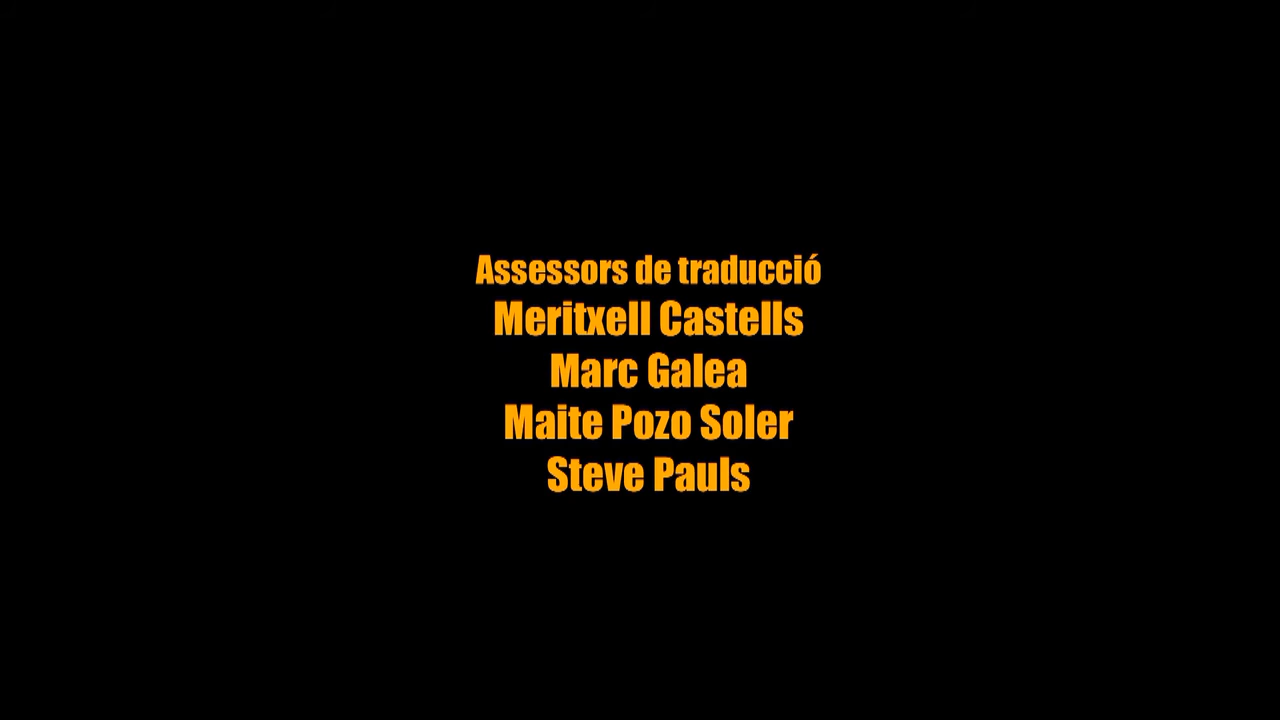 Assessors de traducció
Meritxell Castells
Marc Galea
Maite Pozo Soler
Steve Pauls